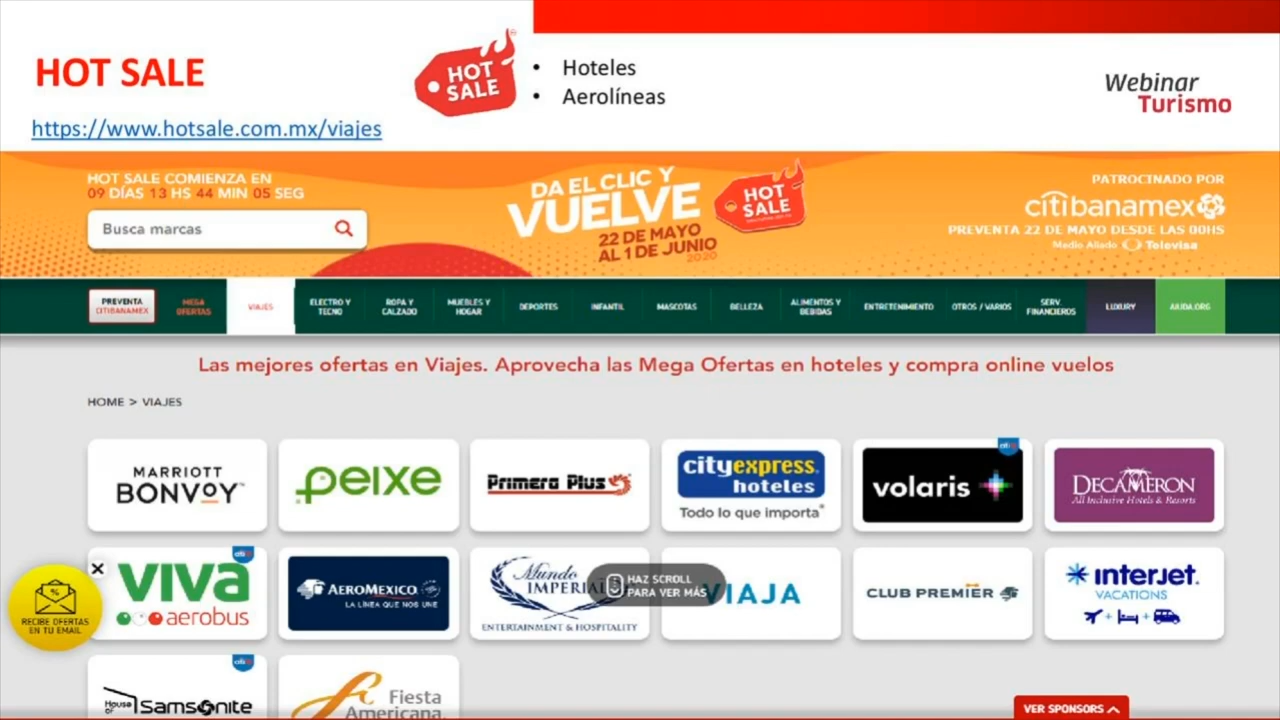 HOT SALE
https://www.hotsale.com.mx/viajes
HOT
SALE
• Hoteles
• Aerolíneas
Webinar
Turismo
HOT SALE COMIENZA EN
09 DÍAS 13 HS 44 MIN 05 SEG
Busca marcas
DA EL CLIC Y
VUELVE
22 DE MAYO
AL 1 DE JUNIO
2020
HOT
SALE
PATROCINADO POR
citibanamex
PREVENTA 22 DE MAYO DESDE LAS 00HS
Medio Aliado Televisa
PREVENTA
CITIBANAMEX
MEGA
OFERTAS
VIAJES
ELECTRO Y
TECNO
ROPA Y
CALZADO
MUEBLES Y
HOGAR
DEPORTES
INFANTIL
MASCOTAS
BELLEZA
ALIMENTOS Y
BEBIDAS
ENTRETENIMIENTO
OTROS / VARIOS
SERV.
FINANCIEROS
LUXURY
AIUDA.ORG
Las mejores ofertas en Viajes. Aprovecha las Mega Ofertas en hoteles y compra online vuelos
HOME > VIAJES
MARRIOTT
BONVOY™
peixe
Primera Plus
cityexpress.
hoteles
Todo lo que importa®
volaris
DECAMERON
All Inclusive Hotels & Resorts
VIVA
aerobus
AEROMEXICO.
LA LÍNEA QUE NOS UNE
Mundo
IMPERIAL
ENTERTAINMENT & HOSPITALITY
HAZ SCROLL
PARA VER MÁS
VIAJA
CLUB PREMIER
interjet.
VACATIONS
%
RECIBE OFERTAS
EN TU EMAIL
House
OF Samsonite
Fiesta
Americana.
VER SPONSORS